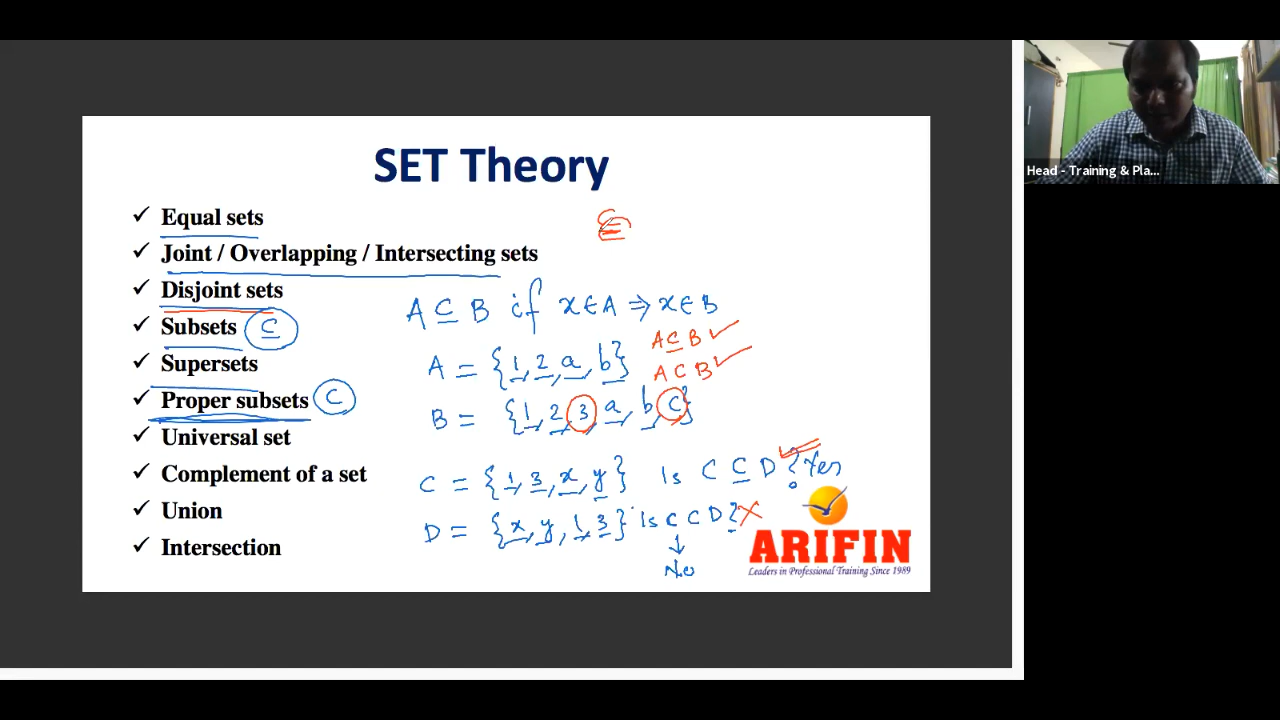 SET Theory
✓ Equal sets
✓ Joint / Overlapping / Intersecting sets
✓ Disjoint sets
✓ Subsets ⊆
✓ Supersets
✓ Proper subsets ⊂
✓ Universal set
✓ Complement of a set
✓ Union
✓ Intersection
A ⊆ B if x ∈ A ⇒ x ∈ B
A = {1, 2, a, b}
A ⊆ B ✓
A ⊂ B ✓
B = {1, 2, 3, a, b, c}
C = {1, 3, x, y} Is C ⊆ D? Yes
D = {x, y, 1, 3} Is C ⊂ D? ✗
↓
No
ARIFIN
Leaders in Professional Training Since 1989
Head - Training & Pla...